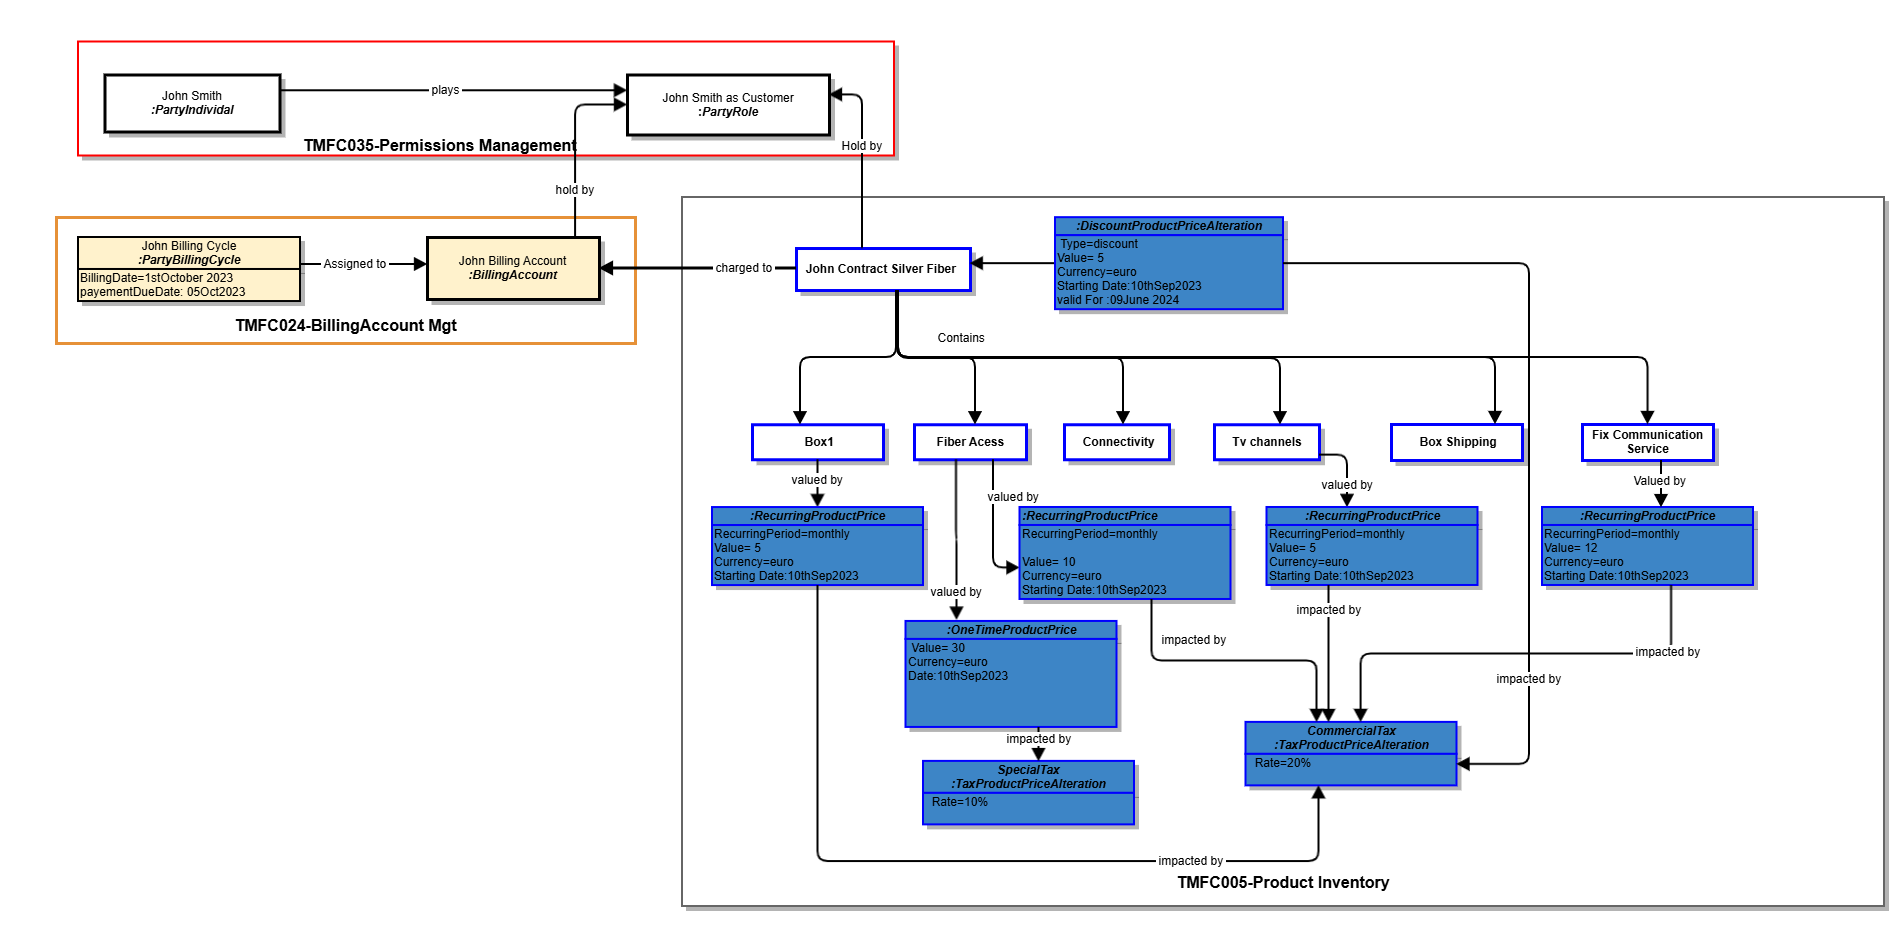 John Smith
:PartyIndividal
plays
John Smith as Customer
:PartyRole
TMFC035-Permissions Management
Hold by
hold by
John Billing Cycle
:PartyBillingCycle
BillingDate=1stOctober 2023
payementDueDate: 05Oct2023
Assigned to
John Billing Account
:BillingAccount
TMFC024-BillingAccount Mgt
charged to
John Contract Silver Fiber
:DiscountProductPriceAlteration
Type=discount
Value= 5
Currency=euro
Starting Date:10thSep2023
valid For :09June 2024
Contains
Box1
Fiber Acess
Connectivity
Tv channels
Box Shipping
Fix Communication
Service
valued by
valued by
valued by
Valued by
:RecurringProductPrice
RecurringPeriod=monthly
Value= 5
Currency=euro
Starting Date:10thSep2023
:RecurringProductPrice
RecurringPeriod=monthly
Value= 10
Currency=euro
Starting Date:10thSep2023
:RecurringProductPrice
RecurringPeriod=monthly
Value= 5
Currency=euro
Starting Date:10thSep2023
:RecurringProductPrice
RecurringPeriod=monthly
Value= 12
Currency=euro
Starting Date:10thSep2023
valued by
:OneTimeProductPrice
Value= 30
Currency=euro
Date:10thSep2023
impacted by
impacted by
impacted by
impacted by
impacted by
SpecialTax
:TaxProductPriceAlteration
Rate=10%
CommercialTax
:TaxProductPriceAlteration
Rate=20%
impacted by
TMFC005-Product Inventory